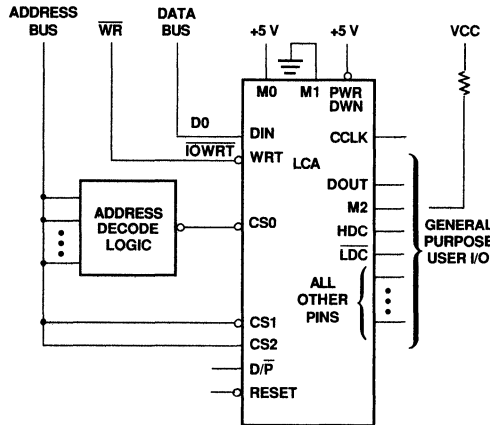 ADDRESS
BUS
WR
DATA
BUS
+5 V
+5 V
VCC
M0
M1
PWR
DWN
D0
DIN
CCLK
IOWRT
WRT
LCA
DOUT
ADDRESS
DECODE
LOGIC
CS0
M2
HDC
LDC
GENERAL
PURPOSE
USER I/O
ALL
OTHER
PINS
CS1
CS2
D/P
RESET